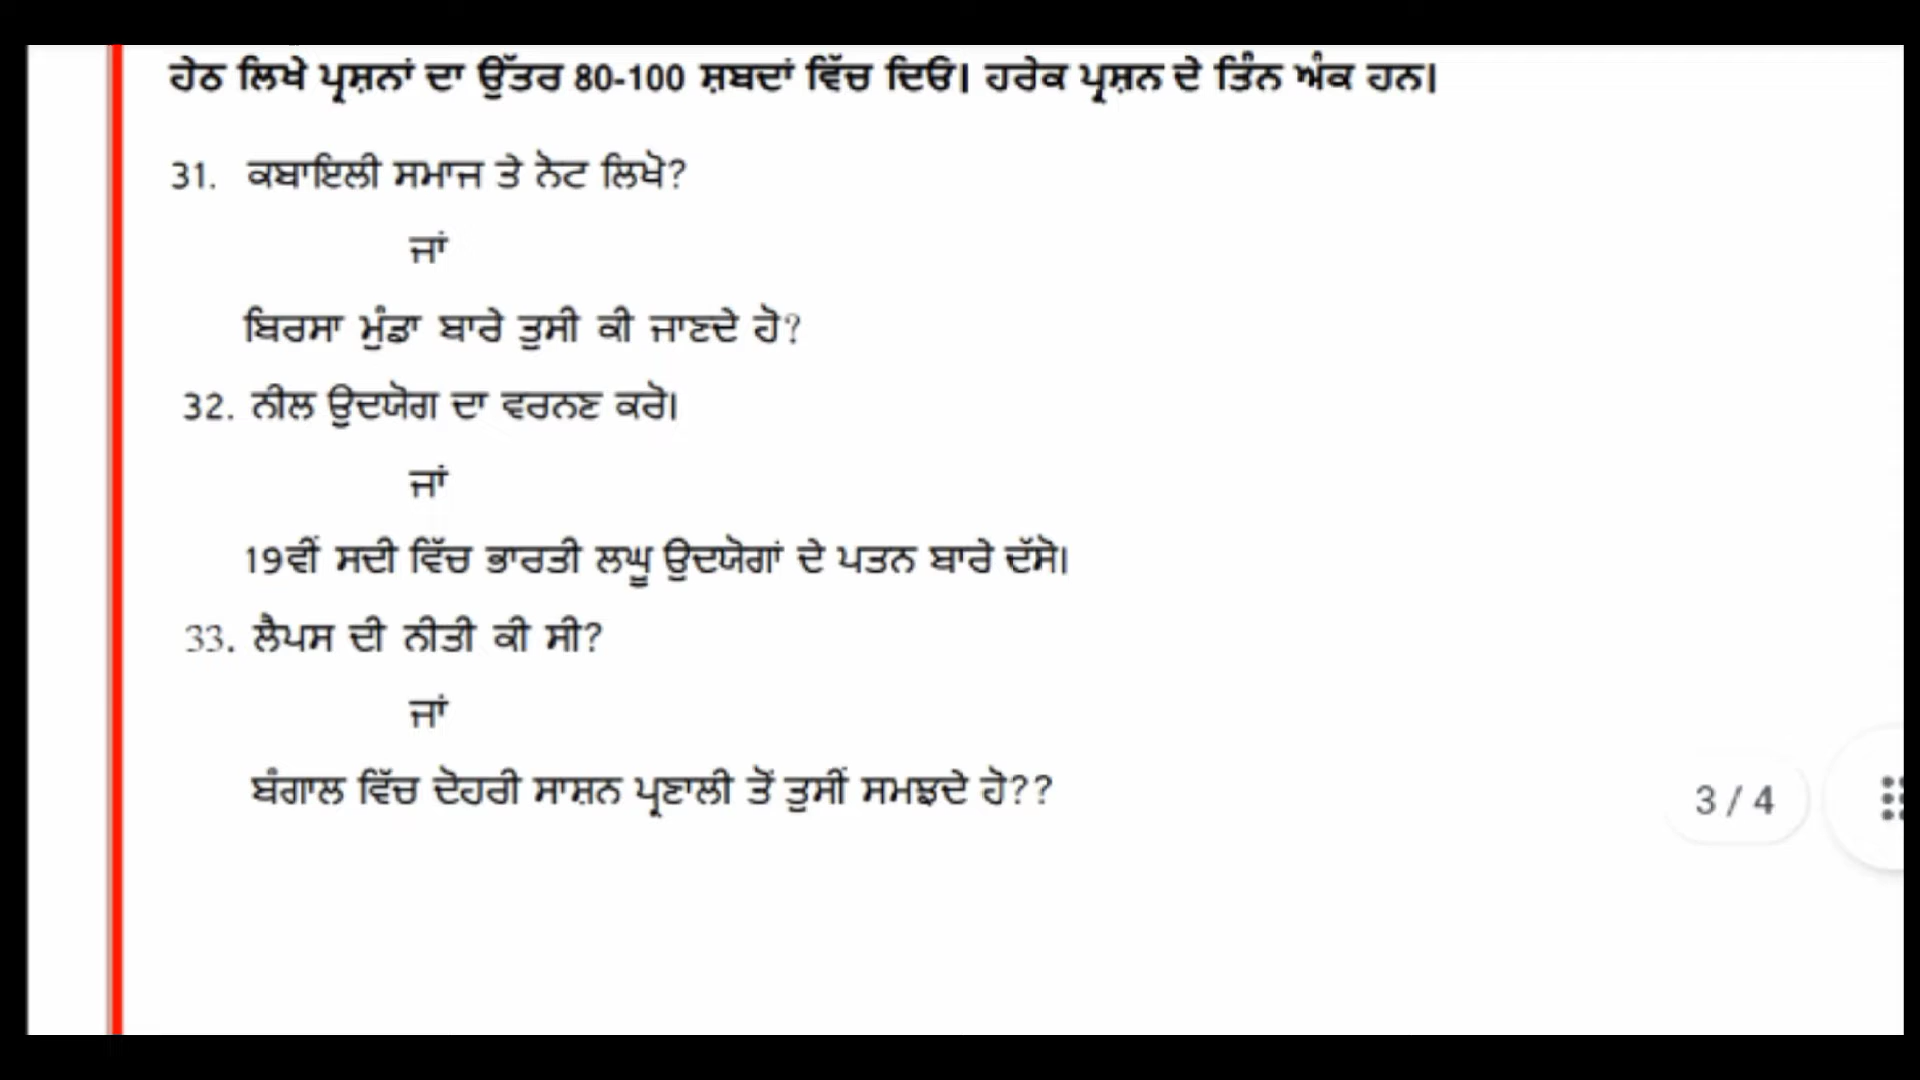 ਹੇਠ ਲਿਖੇ ਪ੍ਰਸ਼ਨਾਂ ਦਾ ਉੱਤਰ 80-100 ਸ਼ਬਦਾਂ ਵਿੱਚ ਦਿਓ। ਹਰੇਕ ਪ੍ਰਸ਼ਨ ਦੇ ਤਿੰਨ ਅੰਕ ਹਨ।
31. ਕਬਾਇਲੀ ਸਮਾਜ ਤੇ ਨੋਟ ਲਿਖੋ?
ਜਾਂ
ਬਿਰਸਾ ਮੁੰਡਾ ਬਾਰੇ ਤੁਸੀ ਕੀ ਜਾਣਦੇ ਹੋ?
32. ਨੀਲ ਉਦਯੋਗ ਦਾ ਵਰਨਣ ਕਰੋ।
ਜਾਂ
19ਵੀਂ ਸਦੀ ਵਿੱਚ ਭਾਰਤੀ ਲਘੂ ਉਦਯੋਗਾਂ ਦੇ ਪਤਨ ਬਾਰੇ ਦੱਸੋ।
33. ਲੈਪਸ ਦੀ ਨੀਤੀ ਕੀ ਸੀ?
ਜਾਂ
ਬੰਗਾਲ ਵਿੱਚ ਦੋਹਰੀ ਸਾਸ਼ਨ ਪ੍ਰਣਾਲੀ ਤੋਂ ਤੁਸੀਂ ਸਮਝਦੇ ਹੋ??
3 / 4